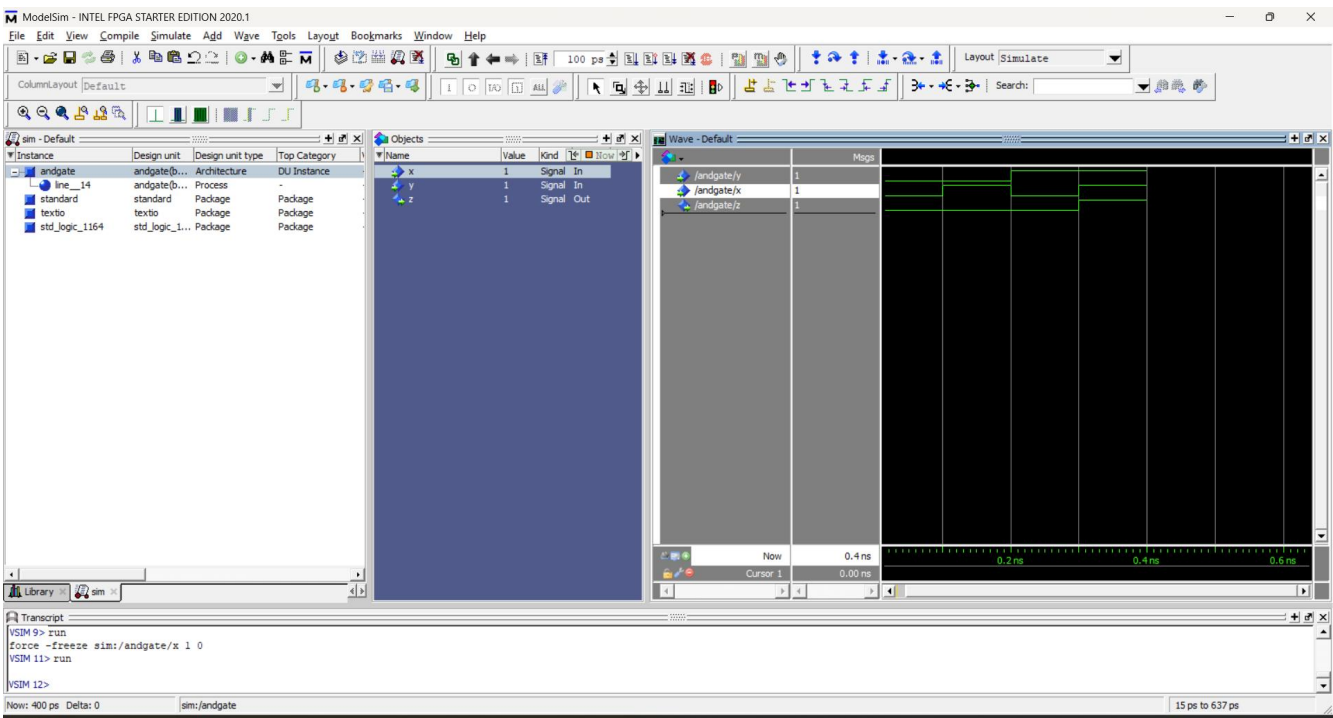 ModelSim - INTEL FPGA STARTER EDITION 2020.1
File Edit View Compile Simulate Add Wave Tools Layout Bookmarks Window Help
100 ps
Layout Simulate
ColumnLayout Default
ALL
Search:
sim - Default
Instance Design unit Design unit type Top Category
andgate andgate(b... Architecture DU Instance
line__14 andgate(b... Process -
standard standard Package Package
textio textio Package Package
std_logic_1164 std_logic_1... Package Package
Library sim
Objects
Name Value Kind Now
x 1 Signal In
y 1 Signal In
z 1 Signal Out
Wave - Default
Msgs
/andgate/y 1
/andgate/x 1
/andgate/z 1
Now 0.4 ns
Cursor 1 0.00 ns
0.2 ns 0.4 ns 0.6 ns
Transcript
VSIM 9> run
force -freeze sim:/andgate/x 1 0
VSIM 11> run
VSIM 12>
Now: 400 ps Delta: 0 sim:/andgate 15 ps to 637 ps